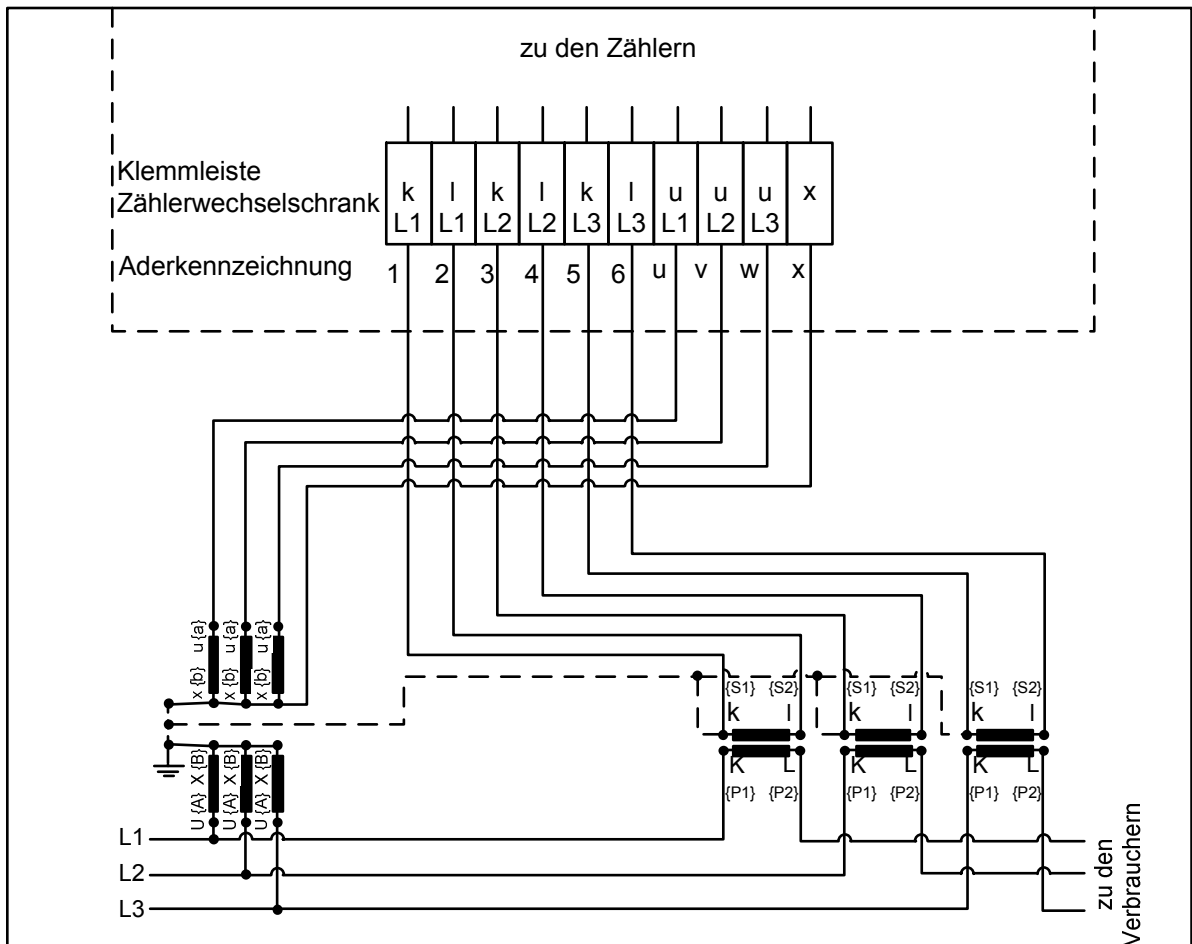 zu den Zählern
Klemmleiste
Zählerwechselschrank
k l k l k l u u u x
L1 L1 L2 L2 L3 L3 L1 L2 L3
Aderkennzeichnung
1 2 3 4 5 6 u v w x
u {a} u {a} u {a}
x {b} x {b} x {b}
{S1} {S2} {S1} {S2} {S1} {S2}
k l k l k l
X {B} X {B} X {B}
U {A} U {A} U {A}
K L K L K L
{P1} {P2} {P1} {P2} {P1} {P2}
L1
L2
L3
zu den
Verbrauchern